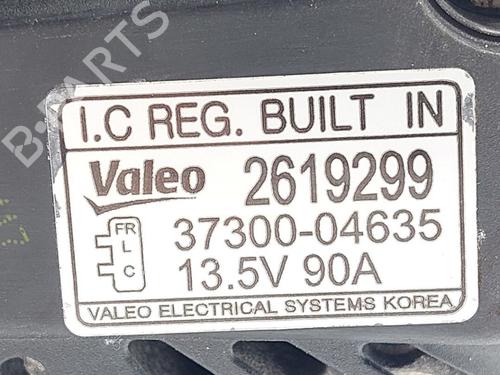 B-PARTS
I.C REG. BUILT IN
Valeo 2619299
FR
L
C
37300-04635
13.5V 90A
VALEO ELECTRICAL SYSTEMS KOREA